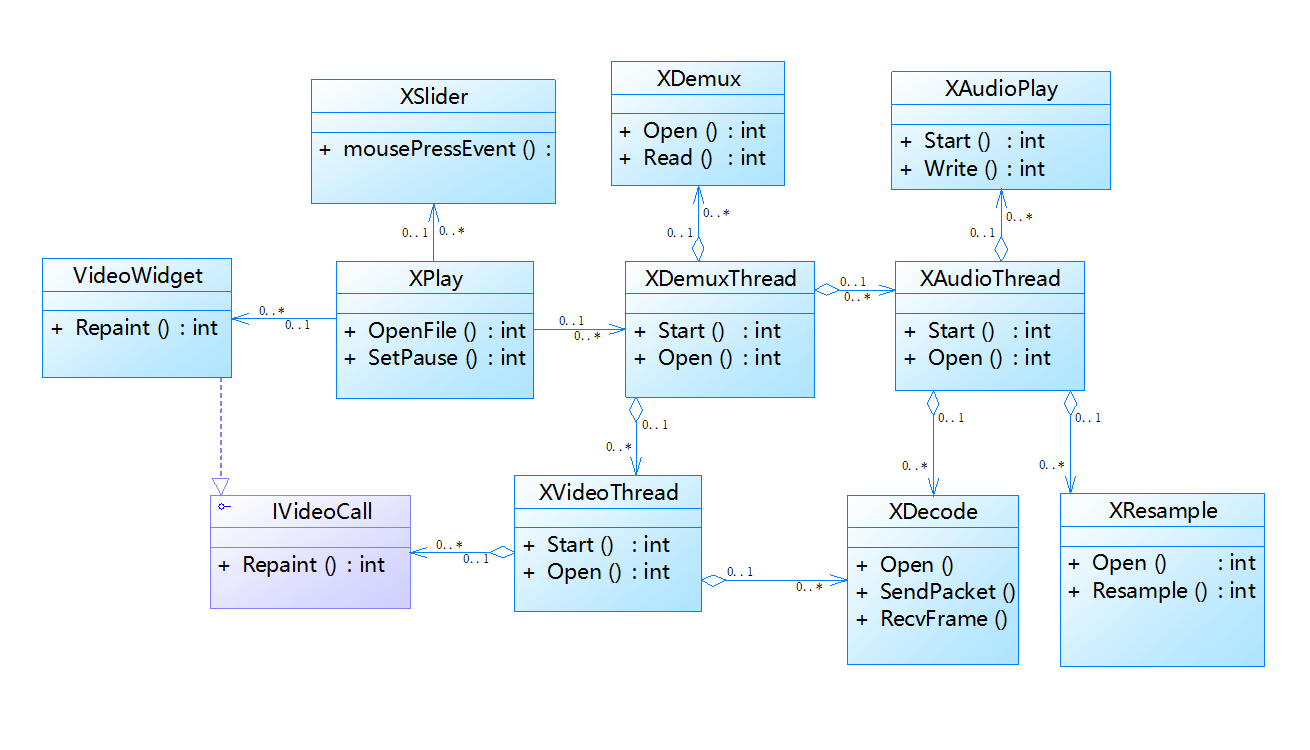 XSlider
+ mousePressEvent () :
XDemux
+ Open () : int
+ Read () : int
XAudioPlay
+ Start () : int
+ Write () : int
0..1
0..*
0..1
0..*
0..1
0..*
VideoWidget
+ Repaint () : int
0..*
0..1
XPlay
+ OpenFile () : int
+ SetPause () : int
0..1
0..*
XDemuxThread
+ Start () : int
+ Open () : int
0..1
0..*
XAudioThread
+ Start () : int
+ Open () : int
0..1
0..*
0..1
0..*
0..1
0..*
IVideoCall
+ Repaint () : int
0..*
0..1
XVideoThread
+ Start () : int
+ Open () : int
0..1
0..*
XDecode
+ Open ()
+ SendPacket ()
+ RecvFrame ()
XResample
+ Open () : int
+ Resample () : int